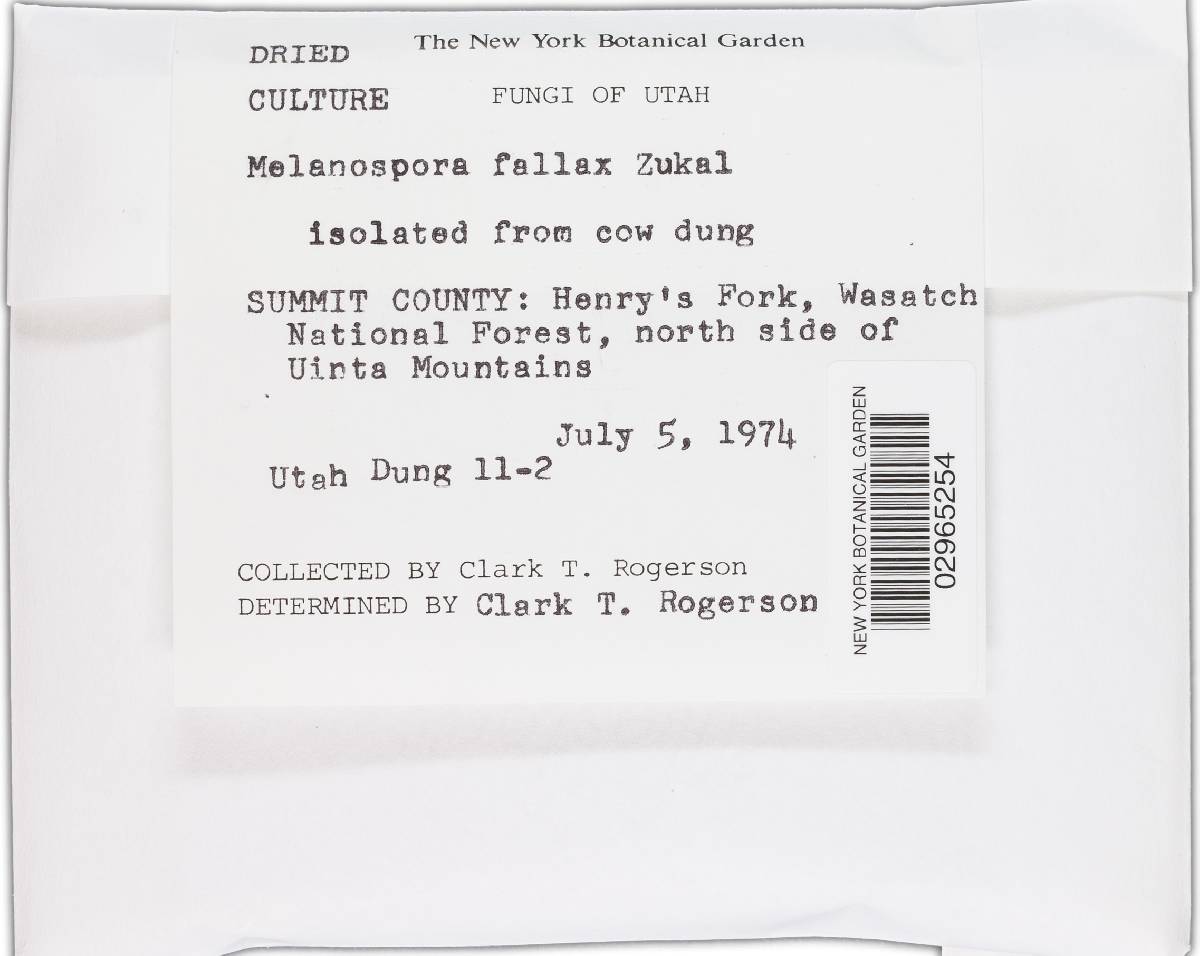 The New York Botanical Garden
DRIED
CULTURE
FUNGI OF UTAH
Melanospora fallax Zukal
isolated from cow dung
SUMMIT COUNTY: Henry's Fork, Wasatch
National Forest, north side of
Uinta Mountains
July 5, 1974
Utah Dung 11-2
COLLECTED BY Clark T. Rogerson
DETERMINED BY Clark T. Rogerson
NEW YORK BOTANICAL GARDEN
02965254